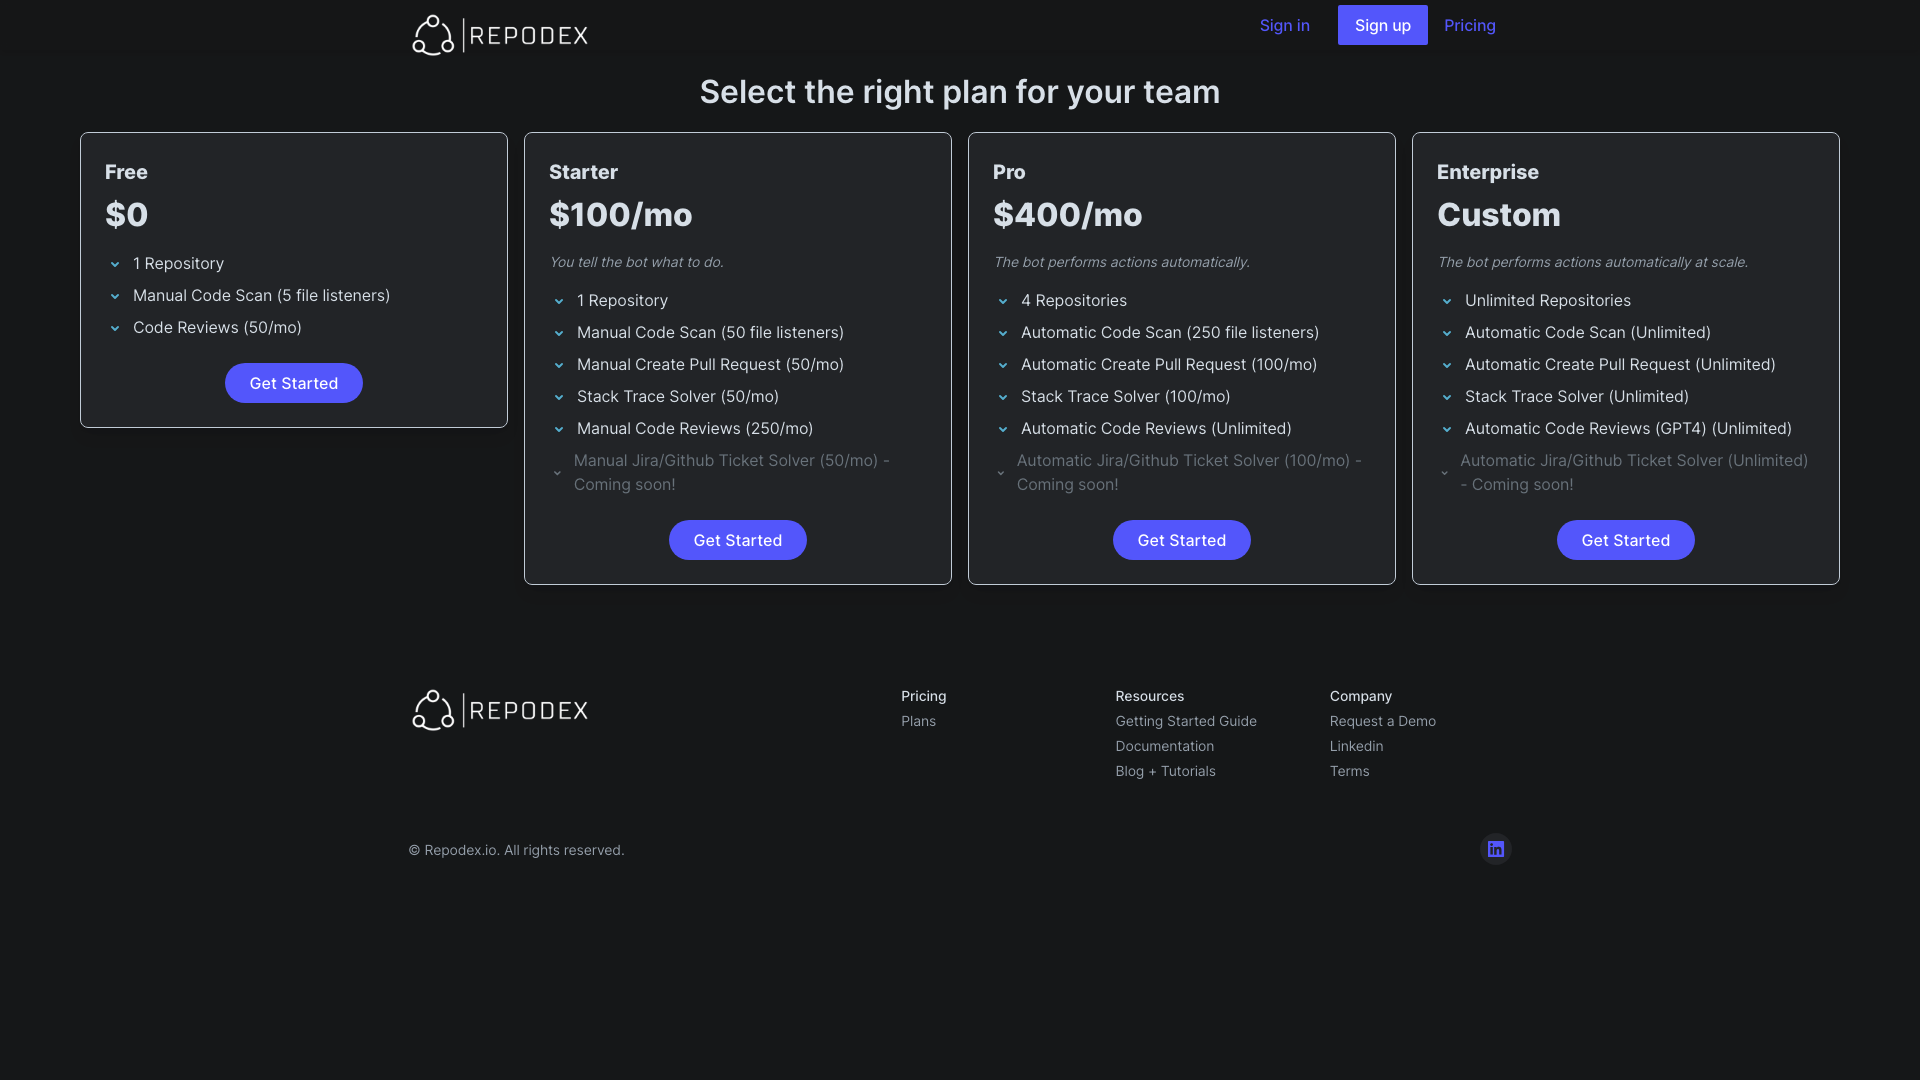 REPODEX
Sign in
Sign up
Pricing
Select the right plan for your team
Free
$0
1 Repository
Manual Code Scan (5 file listeners)
Code Reviews (50/mo)
Get Started
Starter
$100/mo
You tell the bot what to do.
1 Repository
Manual Code Scan (50 file listeners)
Manual Create Pull Request (50/mo)
Stack Trace Solver (50/mo)
Manual Code Reviews (250/mo)
Manual Jira/Github Ticket Solver (50/mo) -
Coming soon!
Get Started
Pro
$400/mo
The bot performs actions automatically.
4 Repositories
Automatic Code Scan (250 file listeners)
Automatic Create Pull Request (100/mo)
Stack Trace Solver (100/mo)
Automatic Code Reviews (Unlimited)
Automatic Jira/Github Ticket Solver (100/mo) -
Coming soon!
Get Started
Enterprise
Custom
The bot performs actions automatically at scale.
Unlimited Repositories
Automatic Code Scan (Unlimited)
Automatic Create Pull Request (Unlimited)
Stack Trace Solver (Unlimited)
Automatic Code Reviews (GPT4) (Unlimited)
Automatic Jira/Github Ticket Solver (Unlimited)
- Coming soon!
Get Started
REPODEX
Pricing
Plans
Resources
Getting Started Guide
Documentation
Blog + Tutorials
Company
Request a Demo
Linkedin
Terms
© Repodex.io. All rights reserved.
in